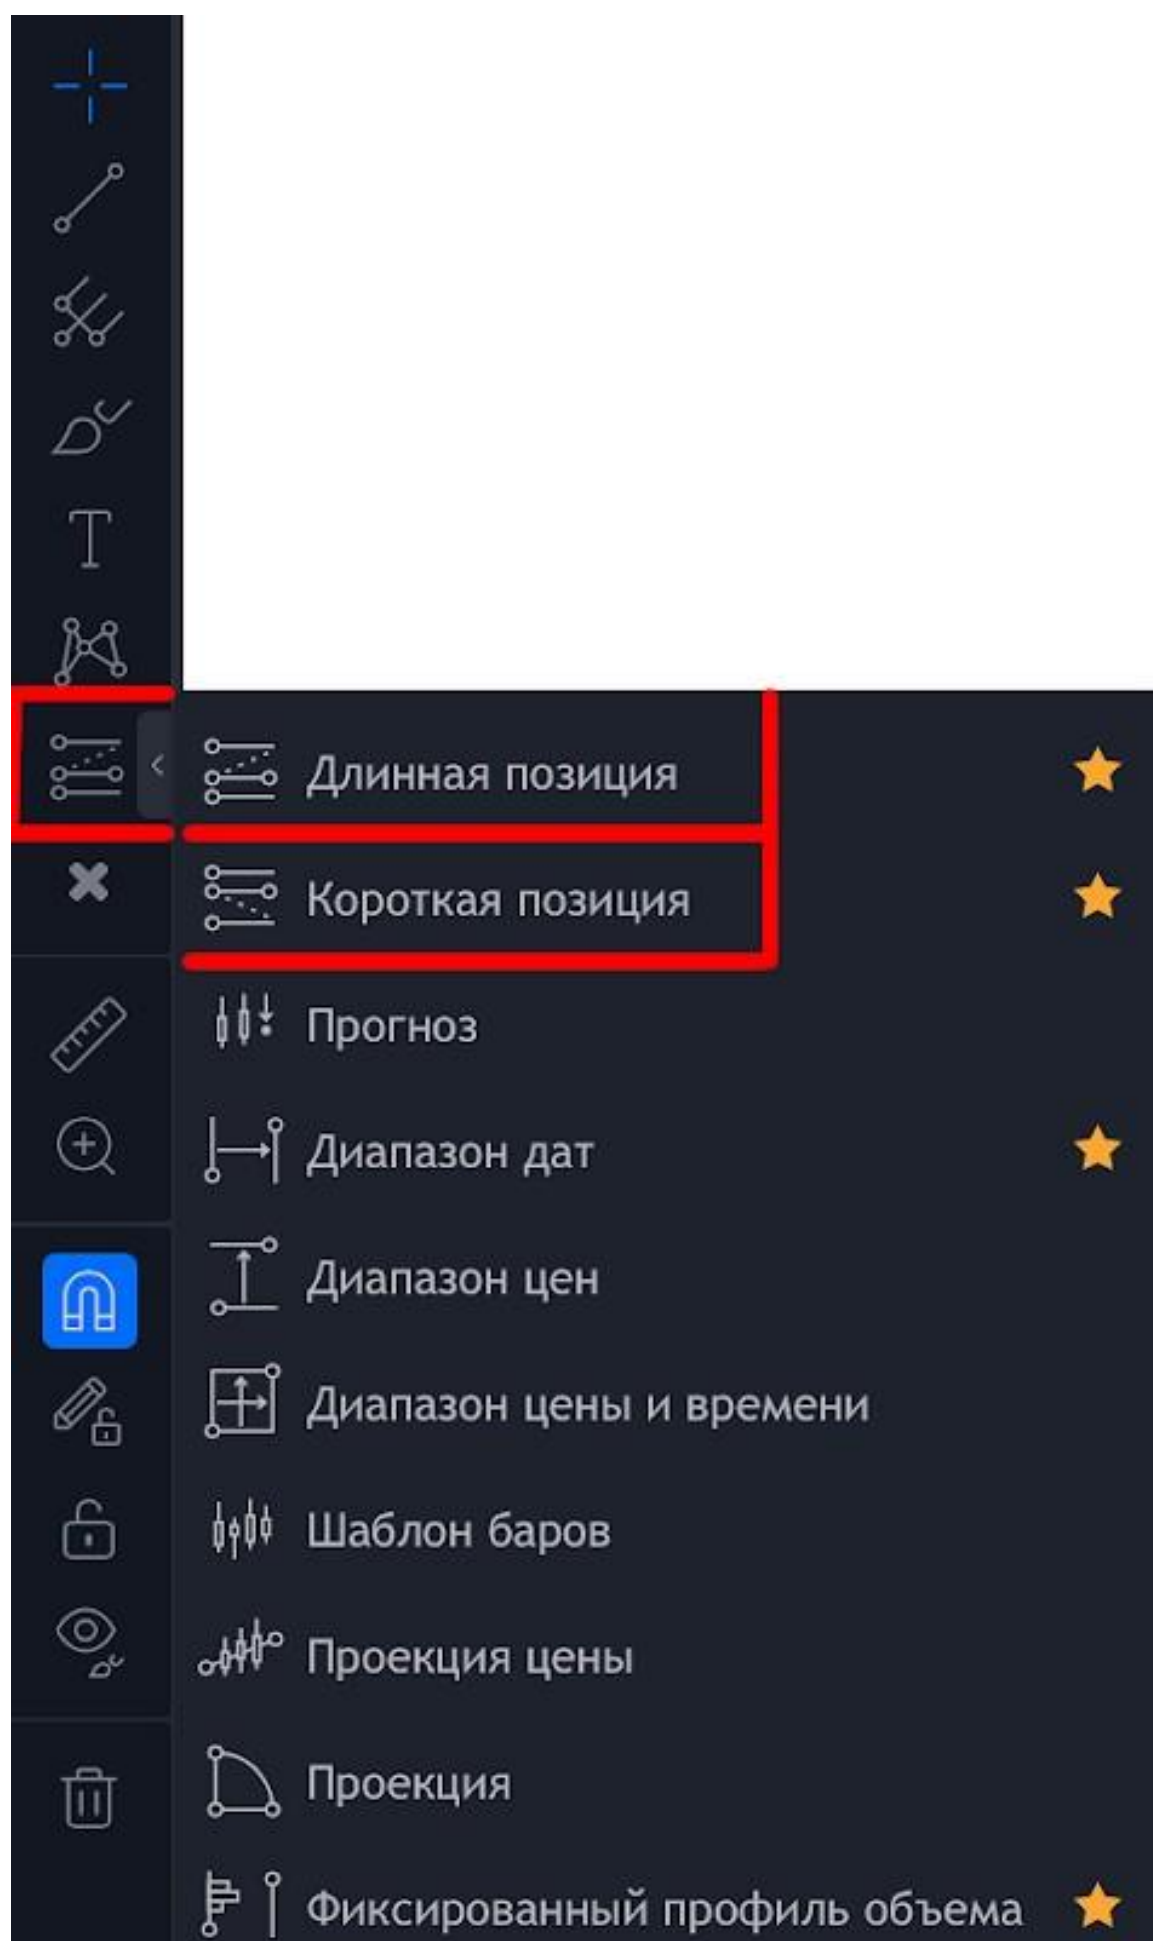 Длинная позиция
Короткая позиция
Прогноз
Диапазон дат
Диапазон цен
Диапазон цены и времени
Шаблон баров
Проекция цены
Проекция
Фиксированный профиль объема